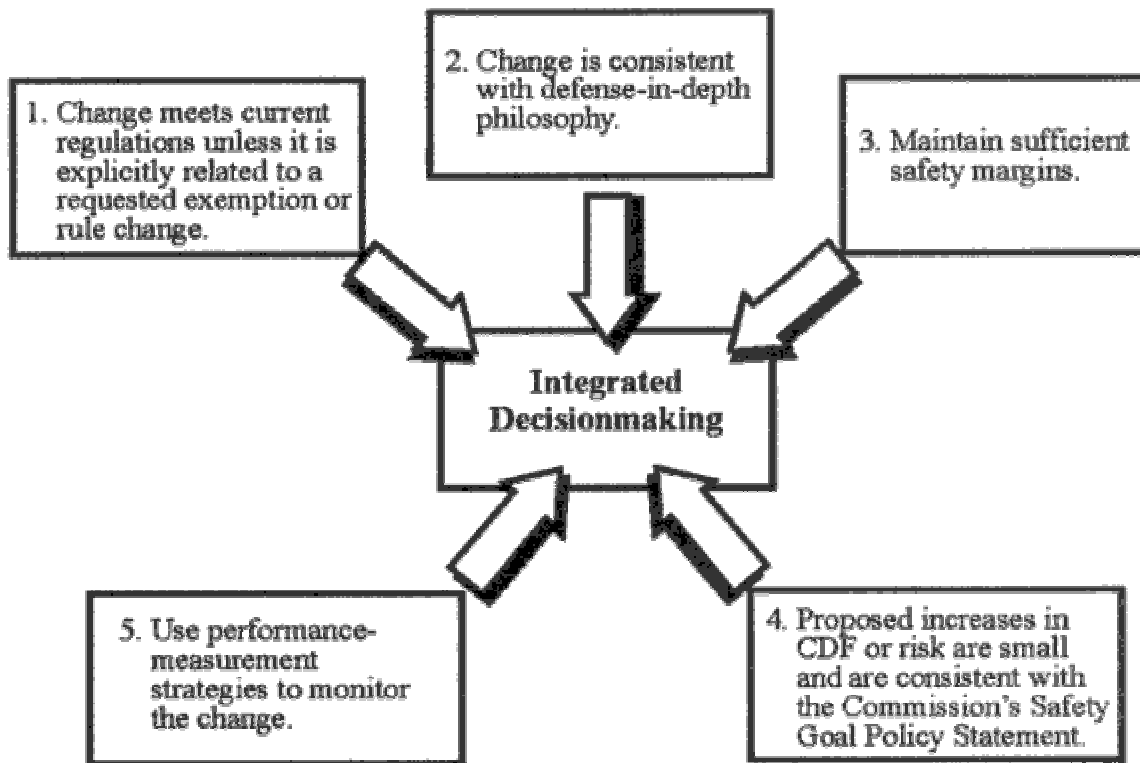 1. Change meets current
regulations unless it is
explicitly related to a
requested exemption or
rule change.
2. Change is consistent
with defense-in-depth
philosophy.
3. Maintain sufficient
safety margins.
Integrated
Decisionmaking
5. Use performance-
measurement
strategies to monitor
the change.
4. Proposed increases in
CDF or risk are small
and are consistent with
the Commission's Safety
Goal Policy Statement.